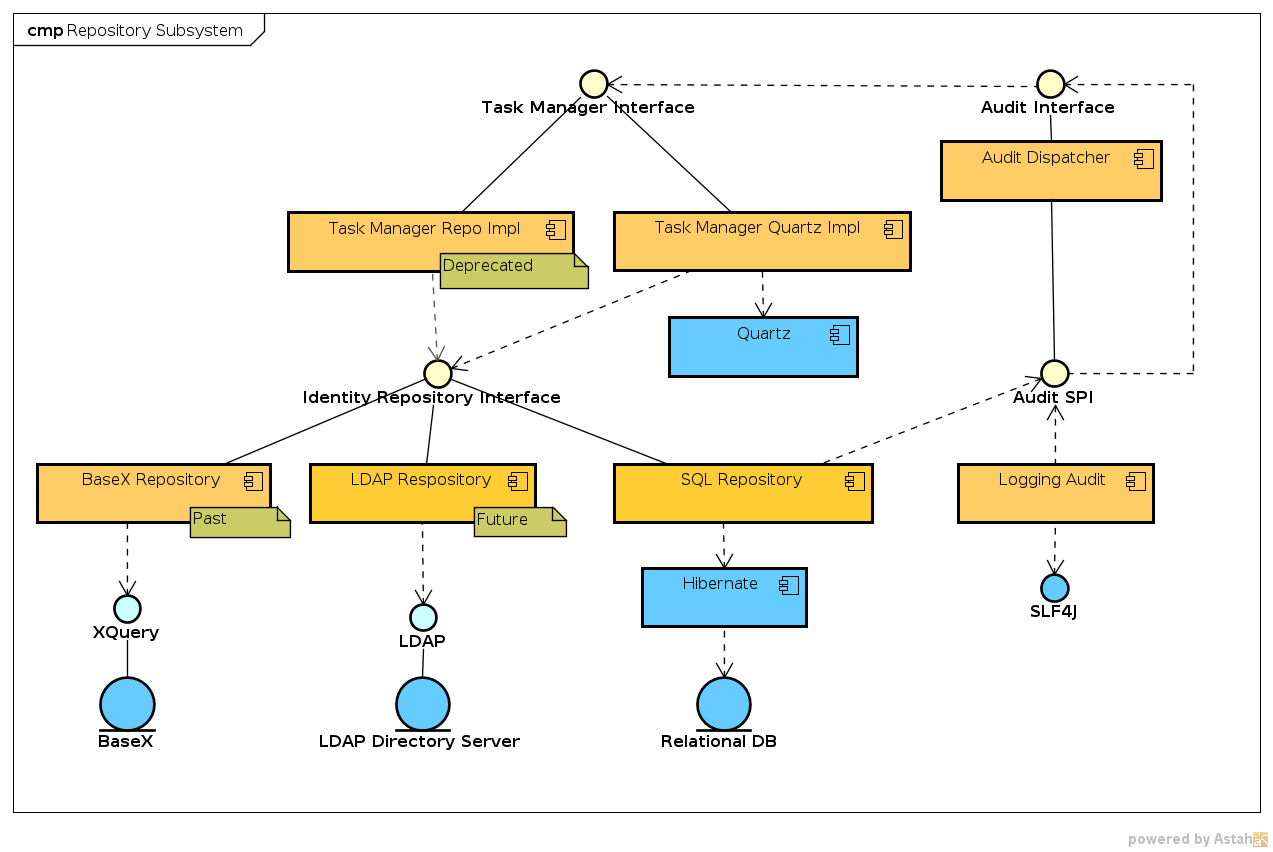 cmp Repository Subsystem
Task Manager Interface
Audit Interface
Audit Dispatcher
Task Manager Repo Impl
Task Manager Quartz Impl
Deprecated
Quartz
Identity Repository Interface
Audit SPI
BaseX Repository
LDAP Respository
SQL Repository
Logging Audit
Past
Future
Hibernate
XQuery
LDAP
SLF4J
BaseX
LDAP Directory Server
Relational DB
powered by Astah